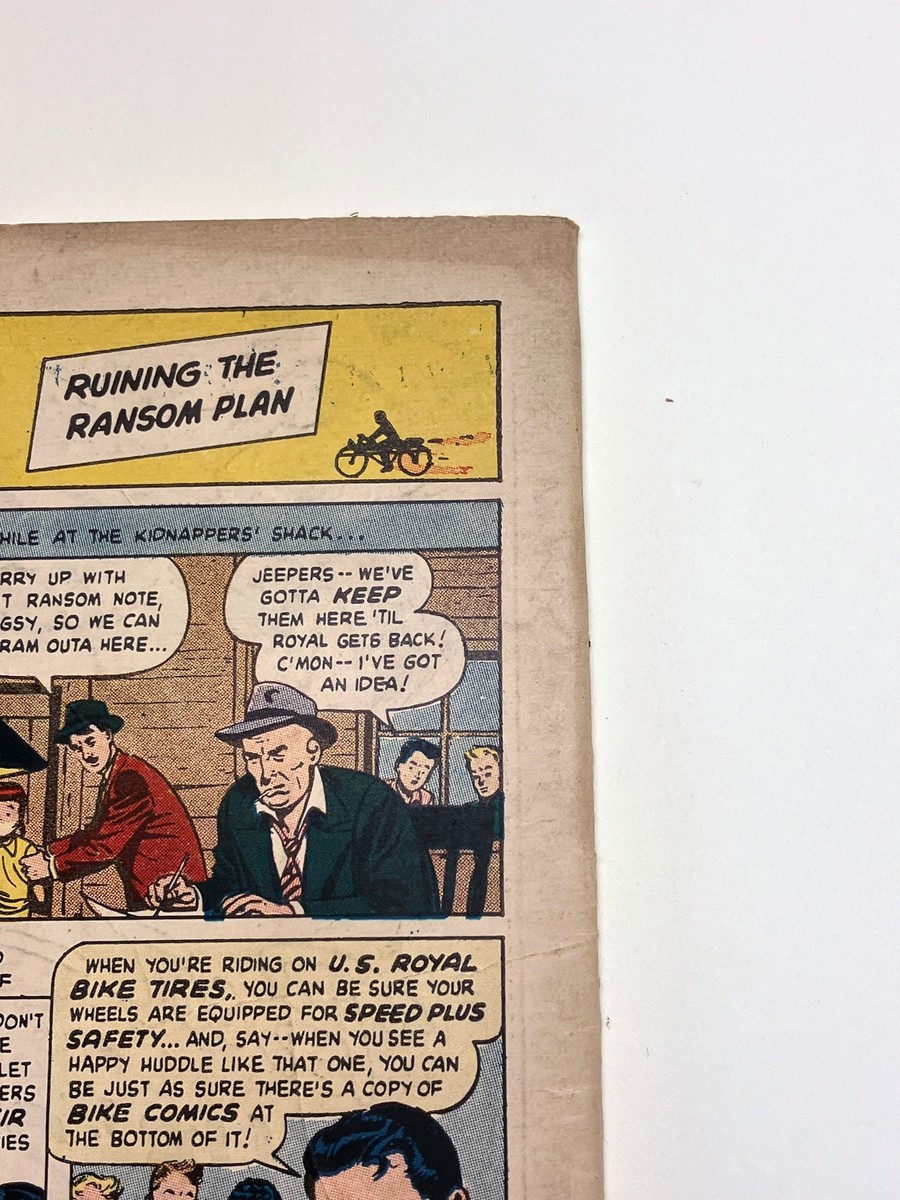 RUINING THE
RANSOM PLAN
HILE AT THE KIDNAPPERS' SHACK...
RRY UP WITH
T RANSOM NOTE,
GSY, SO WE CAN
RAM OUTA HERE...
JEEPERS--WE'VE
GOTTA KEEP
THEM HERE 'TIL
ROYAL GETS BACK!
C'MON--I'VE GOT
AN IDEA!
F
DON'T
E
LET
ERS
IR
IES
WHEN YOU'RE RIDING ON U.S. ROYAL
BIKE TIRES, YOU CAN BE SURE YOUR
WHEELS ARE EQUIPPED FOR SPEED PLUS
SAFETY... AND, SAY--WHEN YOU SEE A
HAPPY HUDDLE LIKE THAT ONE, YOU CAN
BE JUST AS SURE THERE'S A COPY OF
BIKE COMICS AT
THE BOTTOM OF IT!